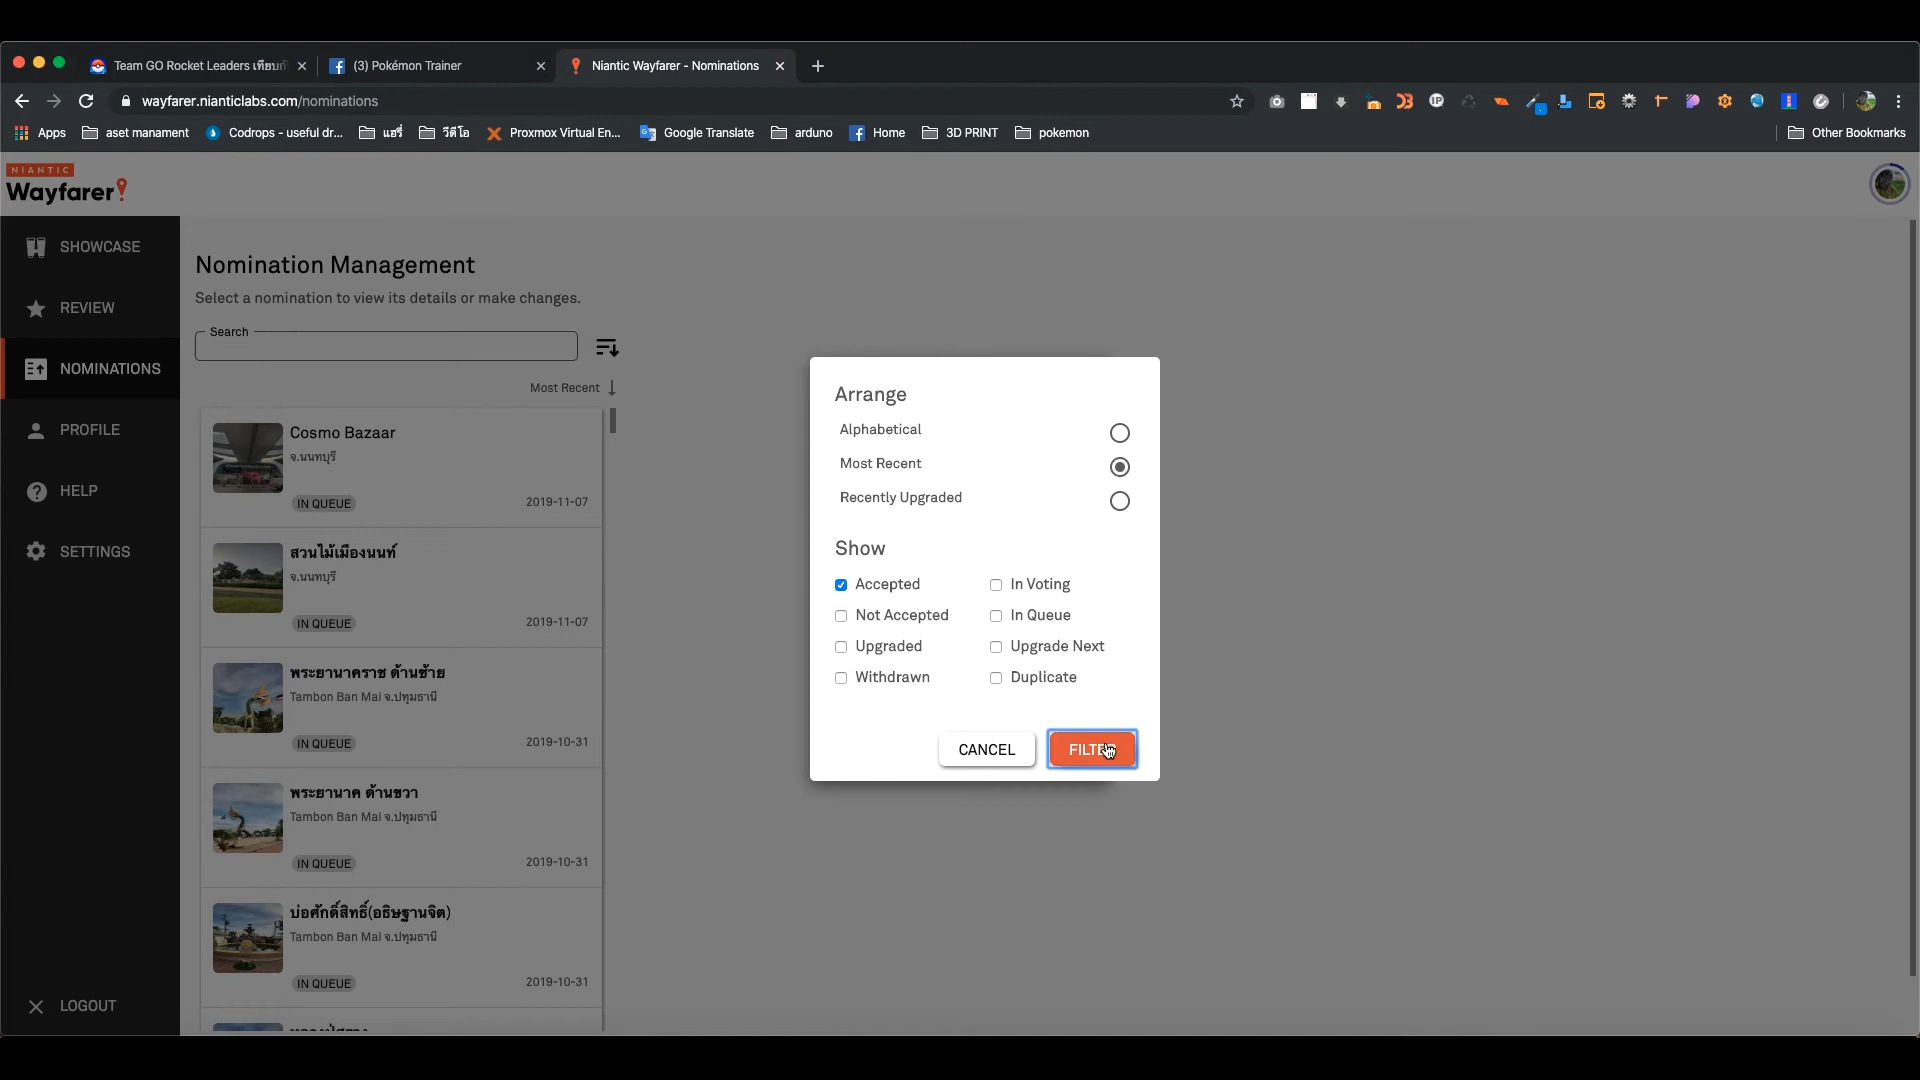 Team GO Rocket Leaders เทียบกั
(3) Pokémon Trainer
Niantic Wayfarer - Nominations
wayfarer.nianticlabs.com/nominations
Apps
aset manament
Codrops - useful dr...
แฮรี่
วีดีโอ
Proxmox Virtual En...
Google Translate
arduno
Home
3D PRINT
pokemon
Other Bookmarks
NIANTIC
Wayfarer
SHOWCASE
REVIEW
NOMINATIONS
PROFILE
HELP
SETTINGS
LOGOUT
Nomination Management
Select a nomination to view its details or make changes.
Search
Most Recent
Cosmo Bazaar
จ.นนทบุรี
IN QUEUE
2019-11-07
สวนไม้เมืองนนท์
จ.นนทบุรี
IN QUEUE
2019-11-07
พระยานาคราช ด้านซ้าย
Tambon Ban Mai จ.ปทุมธานี
IN QUEUE
2019-10-31
พระยานาค ด้านขวา
Tambon Ban Mai จ.ปทุมธานี
IN QUEUE
2019-10-31
บ่อศักดิ์สิทธิ์(อธิษฐานจิต)
Tambon Ban Mai จ.ปทุมธานี
IN QUEUE
2019-10-31
Arrange
Alphabetical
Most Recent
Recently Upgraded
Show
Accepted
In Voting
Not Accepted
In Queue
Upgraded
Upgrade Next
Withdrawn
Duplicate
CANCEL
FILTER